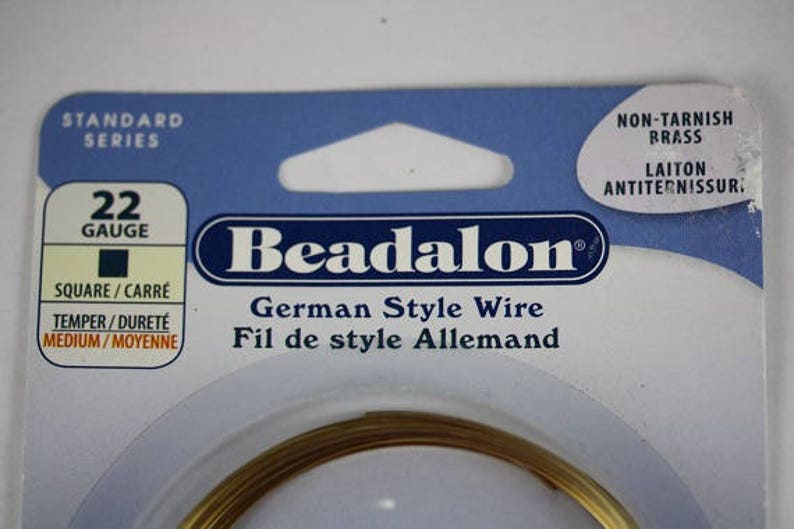 STANDARD
SERIES
NON-TARNISH
BRASS
LAITON
ANTITERNISSURE
22
GAUGE
SQUARE / CARRÉ
TEMPER / DURETÉ
MEDIUM / MOYENNE
Beadalon®
German Style Wire
Fil de style Allemand